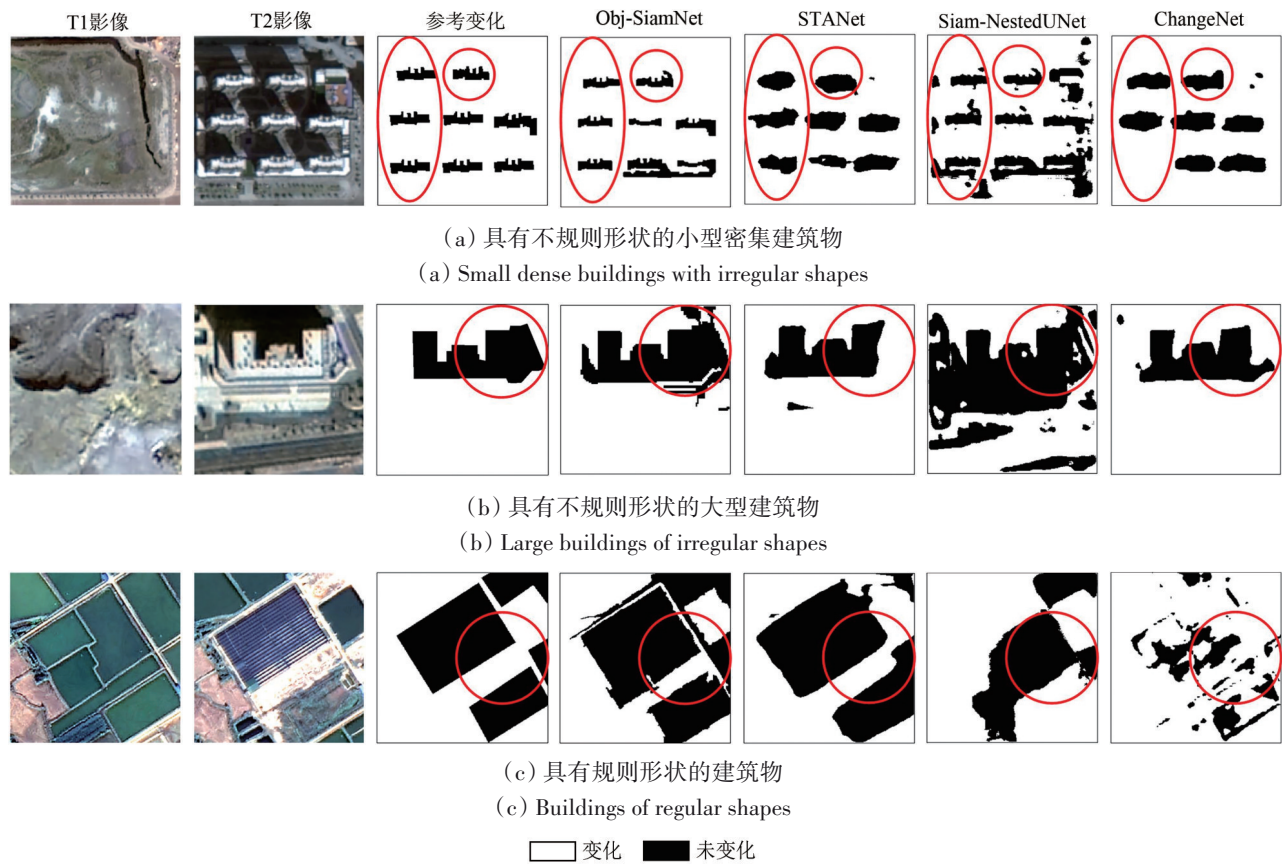 T1影像 T2影像 参考变化 Obj-SiamNet STANet Siam-NestedUNet ChangeNet
(a) 具有不规则形状的小型密集建筑物
(a) Small dense buildings with irregular shapes
(b) 具有不规则形状的大型建筑物
(b) Large buildings of irregular shapes
(c) 具有规则形状的建筑物
(c) Buildings of regular shapes
变化 未变化